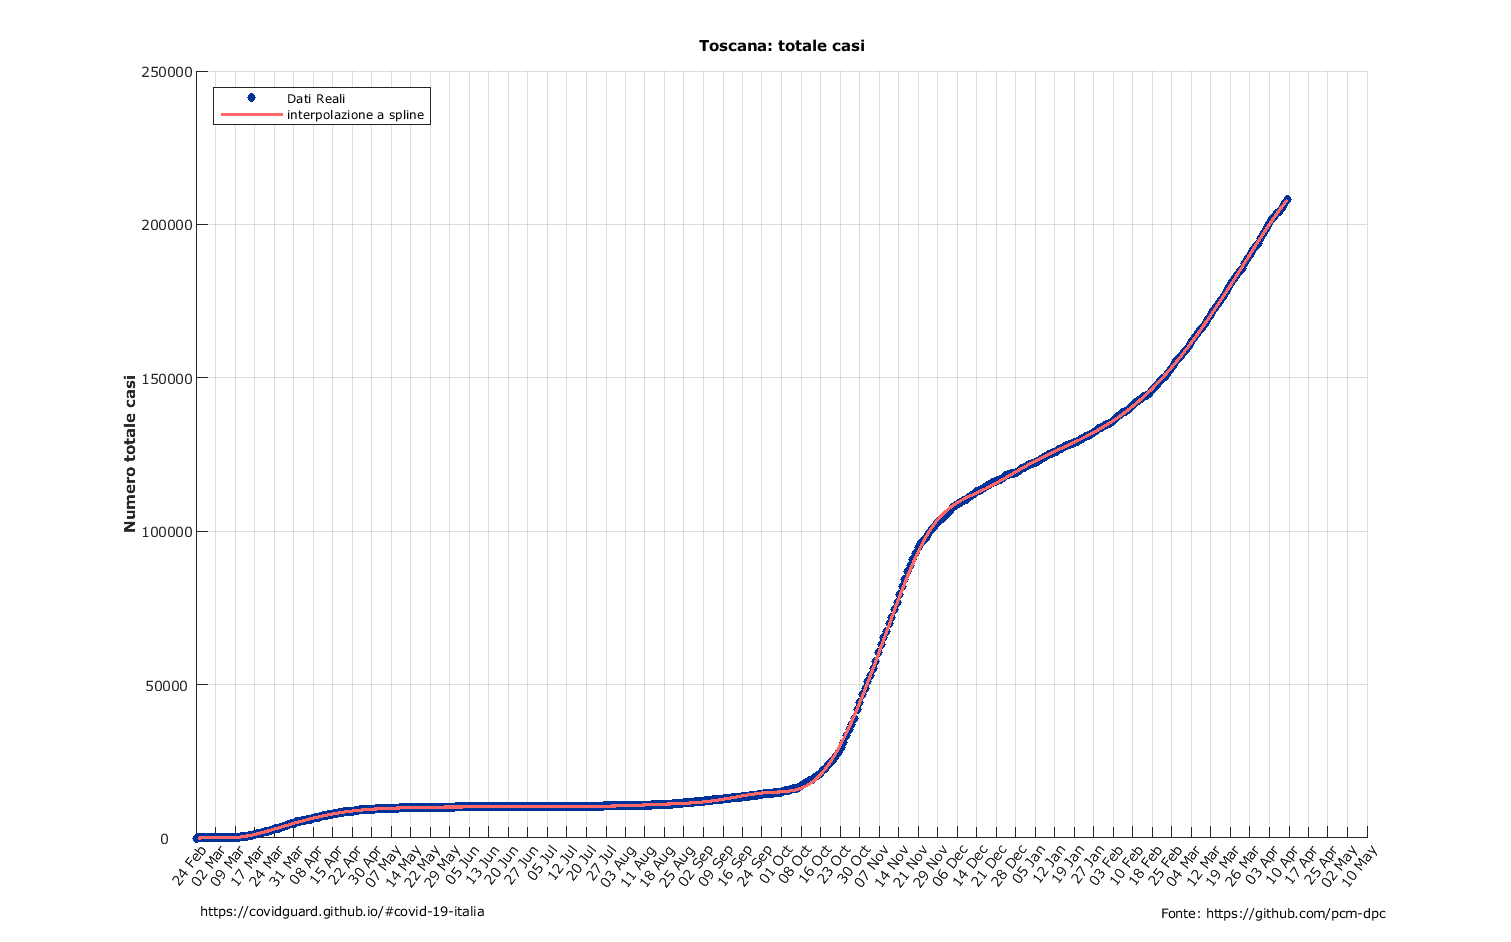 Toscana: totale casi
250000
200000
150000
100000
50000
0
Numero totale casi
Dati Reali
interpolazione a spline
24 Feb
02 Mar
09 Mar
17 Mar
24 Mar
31 Mar
08 Apr
15 Apr
22 Apr
30 Apr
07 May
14 May
22 May
29 May
05 Jun
13 Jun
20 Jun
27 Jun
05 Jul
12 Jul
20 Jul
27 Jul
03 Aug
11 Aug
18 Aug
25 Aug
02 Sep
09 Sep
16 Sep
24 Sep
01 Oct
08 Oct
16 Oct
23 Oct
30 Oct
07 Nov
14 Nov
21 Nov
29 Nov
06 Dec
14 Dec
21 Dec
28 Dec
05 Jan
12 Jan
19 Jan
27 Jan
03 Feb
10 Feb
18 Feb
25 Feb
04 Mar
12 Mar
19 Mar
26 Mar
03 Apr
10 Apr
17 Apr
25 Apr
02 May
10 May
https://covidguard.github.io/#covid-19-italia
Fonte: https://github.com/pcm-dpc